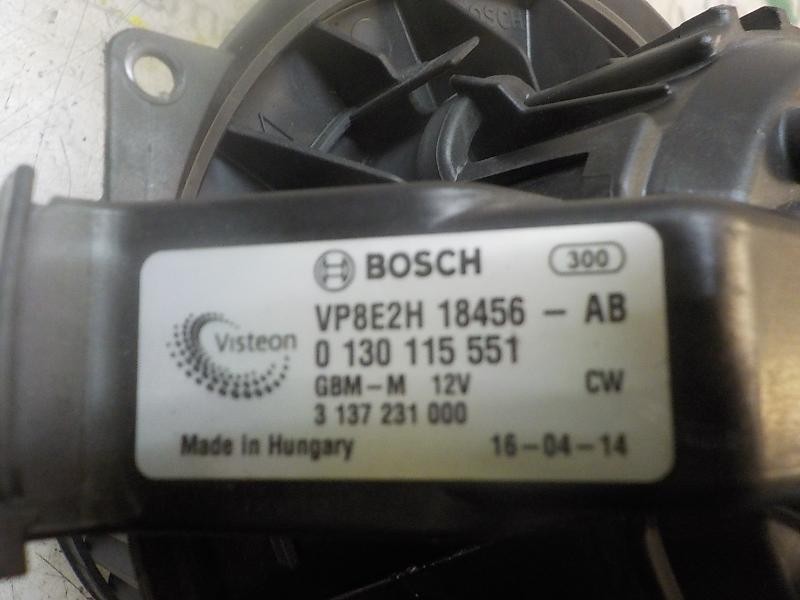 BOSCH
BOSCH 300
VP8E2H 18456 - AB
Visteon
0 130 115 551
GBM-M 12V CW
3 137 231 000
Made in Hungary 16-04-14